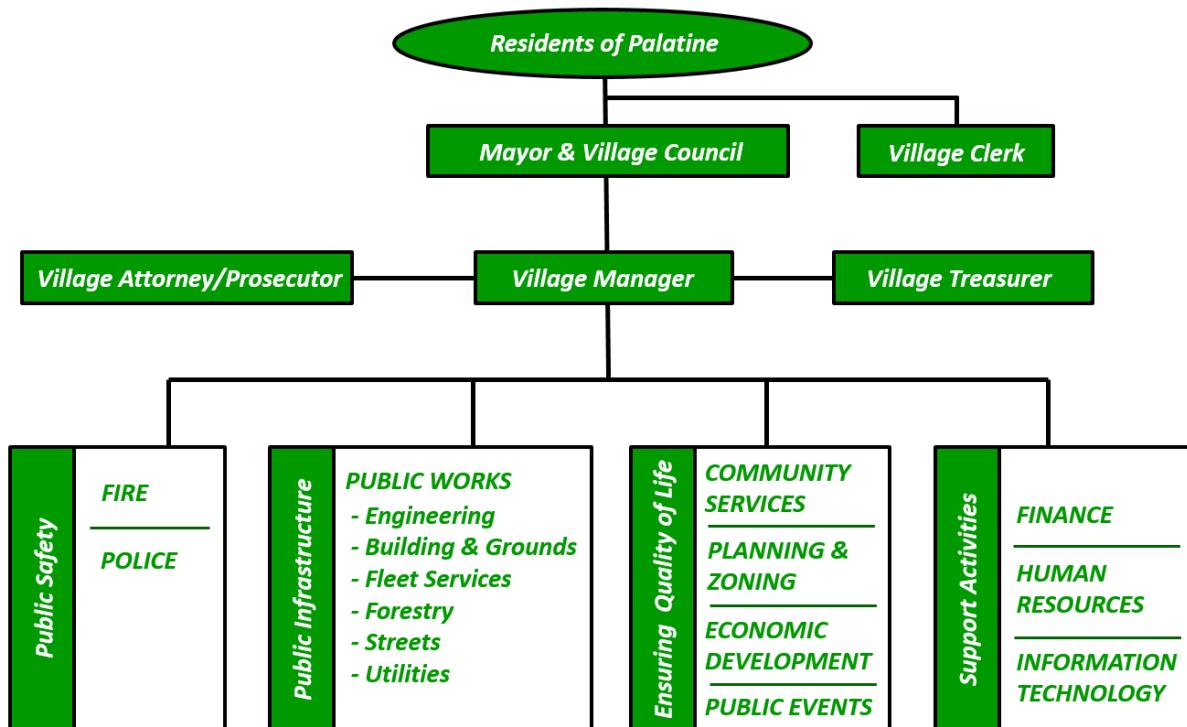 Residents of Palatine
Mayor & Village Council
Village Clerk
Village Attorney/Prosecutor
Village Manager
Village Treasurer
Public Safety
FIRE
POLICE
Public Infrastructure
PUBLIC WORKS
- Engineering
- Building & Grounds
- Fleet Services
- Forestry
- Streets
- Utilities
Ensuring Quality of Life
COMMUNITY
SERVICES
PLANNING &
ZONING
ECONOMIC
DEVELOPMENT
PUBLIC EVENTS
Support Activities
FINANCE
HUMAN
RESOURCES
INFORMATION
TECHNOLOGY